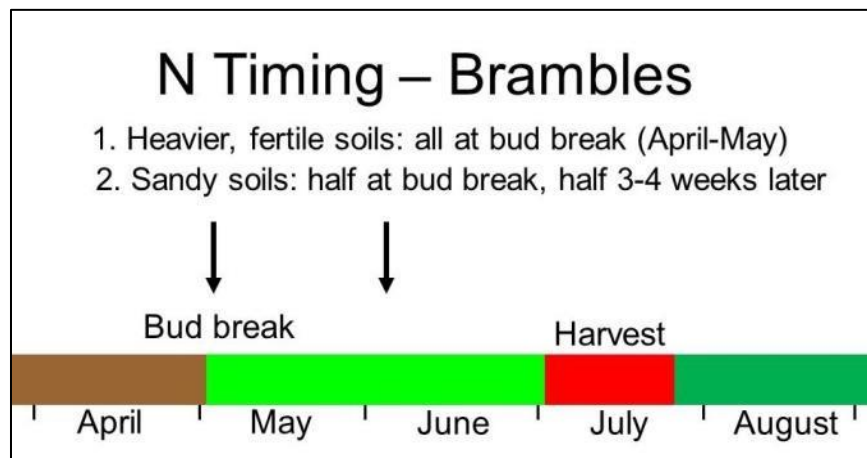 N Timing – Brambles
1. Heavier, fertile soils: all at bud break (April-May)
2. Sandy soils: half at bud break, half 3-4 weeks later
Bud break
Harvest
April May June July August